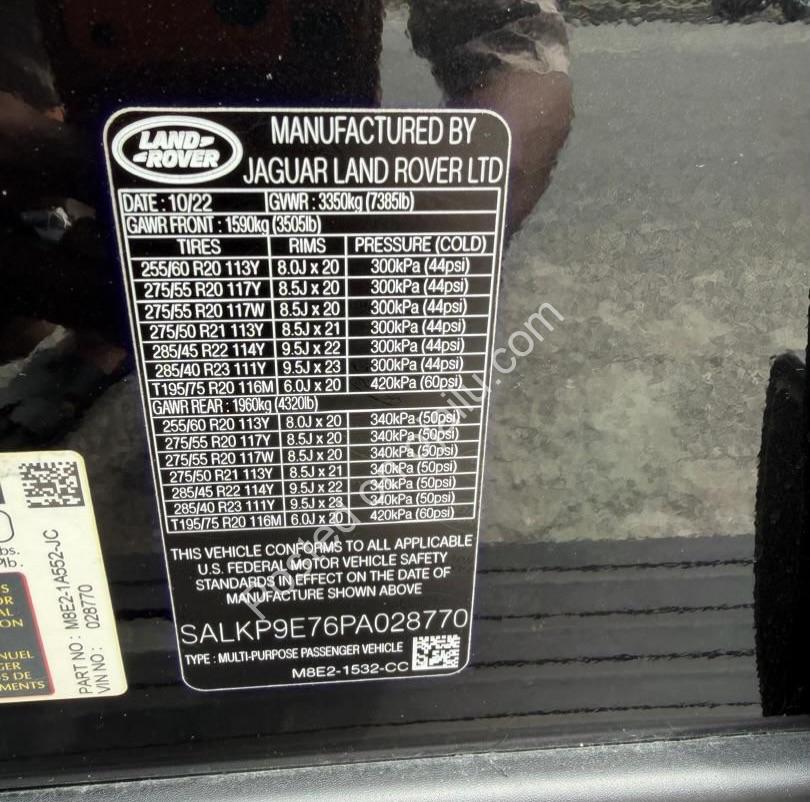 LAND ROVER
MANUFACTURED BY
JAGUAR LAND ROVER LTD
DATE : 10/22 GVWR : 3350kg (7385lb)
GAWR FRONT : 1590kg (3505lb)
TIRES RIMS PRESSURE (COLD)
255/60 R20 113Y 8.0J x 20 300kPa (44psi)
275/55 R20 117Y 8.5J x 20 300kPa (44psi)
275/55 R20 117W 8.5J x 20 300kPa (44psi)
275/50 R21 113Y 8.5J x 21 300kPa (44psi)
285/45 R22 114Y 9.5J x 22 300kPa (44psi)
285/40 R23 111Y 9.5J x 23 300kPa (44psi)
T195/75 R20 116M 6.0J x 20 420kPa (60psi)
GAWR REAR : 1960kg (4320lb)
255/60 R20 113Y 8.0J x 20 340kPa (50psi)
275/55 R20 117Y 8.5J x 20 340kPa (50psi)
275/55 R20 117W 8.5J x 20 340kPa (50psi)
275/50 R21 113Y 8.5J x 21 340kPa (50psi)
285/45 R22 114Y 9.5J x 22 340kPa (50psi)
285/40 R23 111Y 9.5J x 23 340kPa (50psi)
T195/75 R20 116M 6.0J x 20 420kPa (60psi)
THIS VEHICLE CONFORMS TO ALL APPLICABLE
U.S. FEDERAL MOTOR VEHICLE SAFETY
STANDARDS IN EFFECT ON THE DATE OF
MANUFACTURE SHOWN ABOVE
SALKP9E76PA028770
TYPE : MULTI-PURPOSE PASSENGER VEHICLE
M8E2-1532-CC
PART NO : M8E2-1A552-JC
VIN NO : 028770